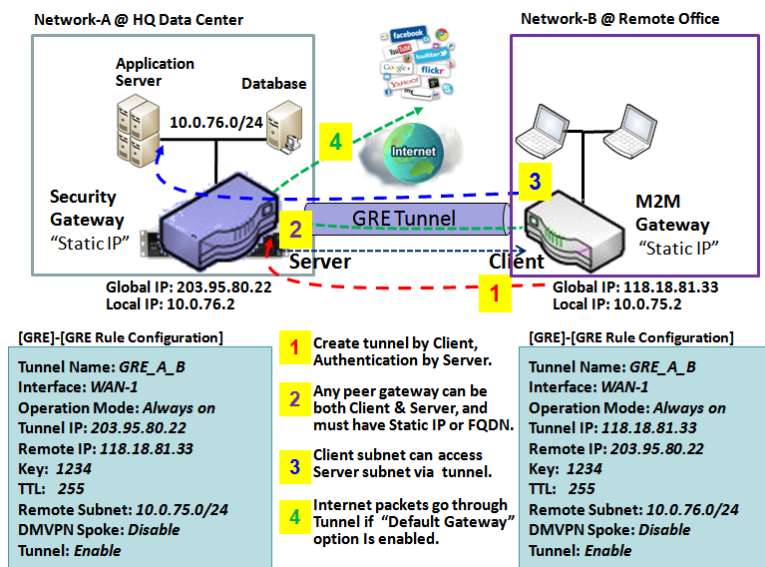 Network-A @ HQ Data Center
Network-B @ Remote Office
Application
Server
Database
10.0.76.0/24
facebook
YouTube
twitter
Google+
flickr
YAHOO!
my
4
Internet
3
Security
Gateway
"Static IP"
2
GRE Tunnel
M2M
Gateway
"Static IP"
Server
Client
1
Global IP: 203.95.80.22
Local IP: 10.0.76.2
Global IP: 118.18.81.33
Local IP: 10.0.75.2
[GRE]-[GRE Rule Configuration]
Tunnel Name: GRE_A_B
Interface: WAN-1
Operation Mode: Always on
Tunnel IP: 203.95.80.22
Remote IP: 118.18.81.33
Key: 1234
TTL: 255
Remote Subnet: 10.0.75.0/24
DMVPN Spoke: Disable
Tunnel: Enable
1 Create tunnel by Client,
Authentication by Server.
2 Any peer gateway can be
both Client & Server, and
must have Static IP or FQDN.
3 Client subnet can access
Server subnet via tunnel.
4 Internet packets go through
Tunnel if "Default Gateway"
option Is enabled.
[GRE]-[GRE Rule Configuration]
Tunnel Name: GRE_A_B
Interface: WAN-1
Operation Mode: Always on
Tunnel IP: 118.18.81.33
Remote IP: 203.95.80.22
Key: 1234
TTL: 255
Remote Subnet: 10.0.76.0/24
DMVPN Spoke: Disable
Tunnel: Enable